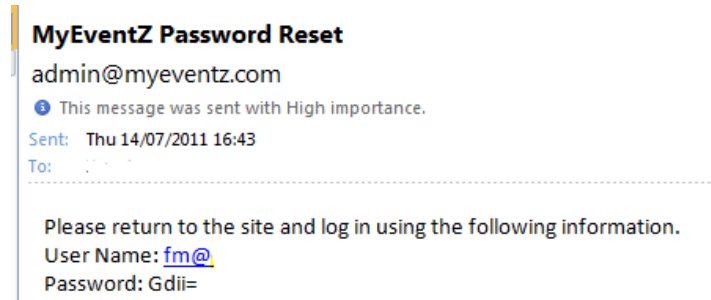 MyEventZ Password Reset
admin@myeventz.com
This message was sent with High importance.
Sent: Thu 14/07/2011 16:43
To:
Please return to the site and log in using the following information.
User Name: fm@
Password: Gdii=